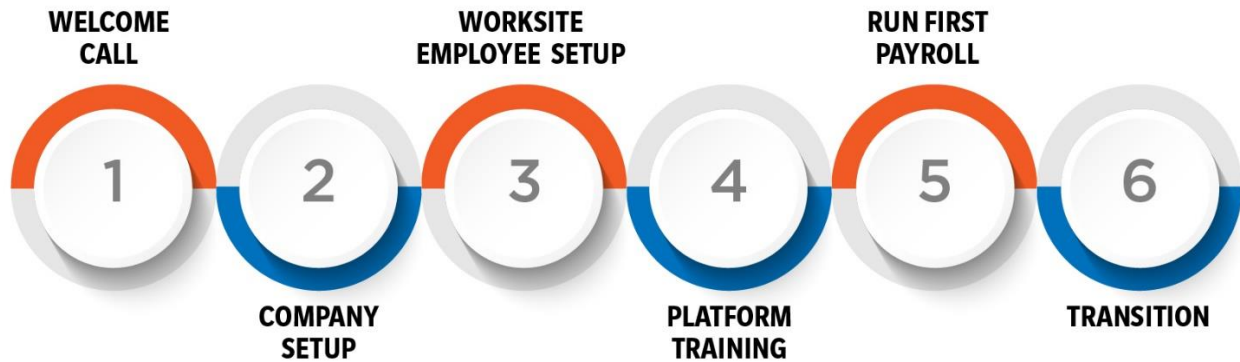 WELCOME
CALL
WORKSITE
EMPLOYEE SETUP
RUN FIRST
PAYROLL
1
2
3
4
5
6
COMPANY
SETUP
PLATFORM
TRAINING
TRANSITION